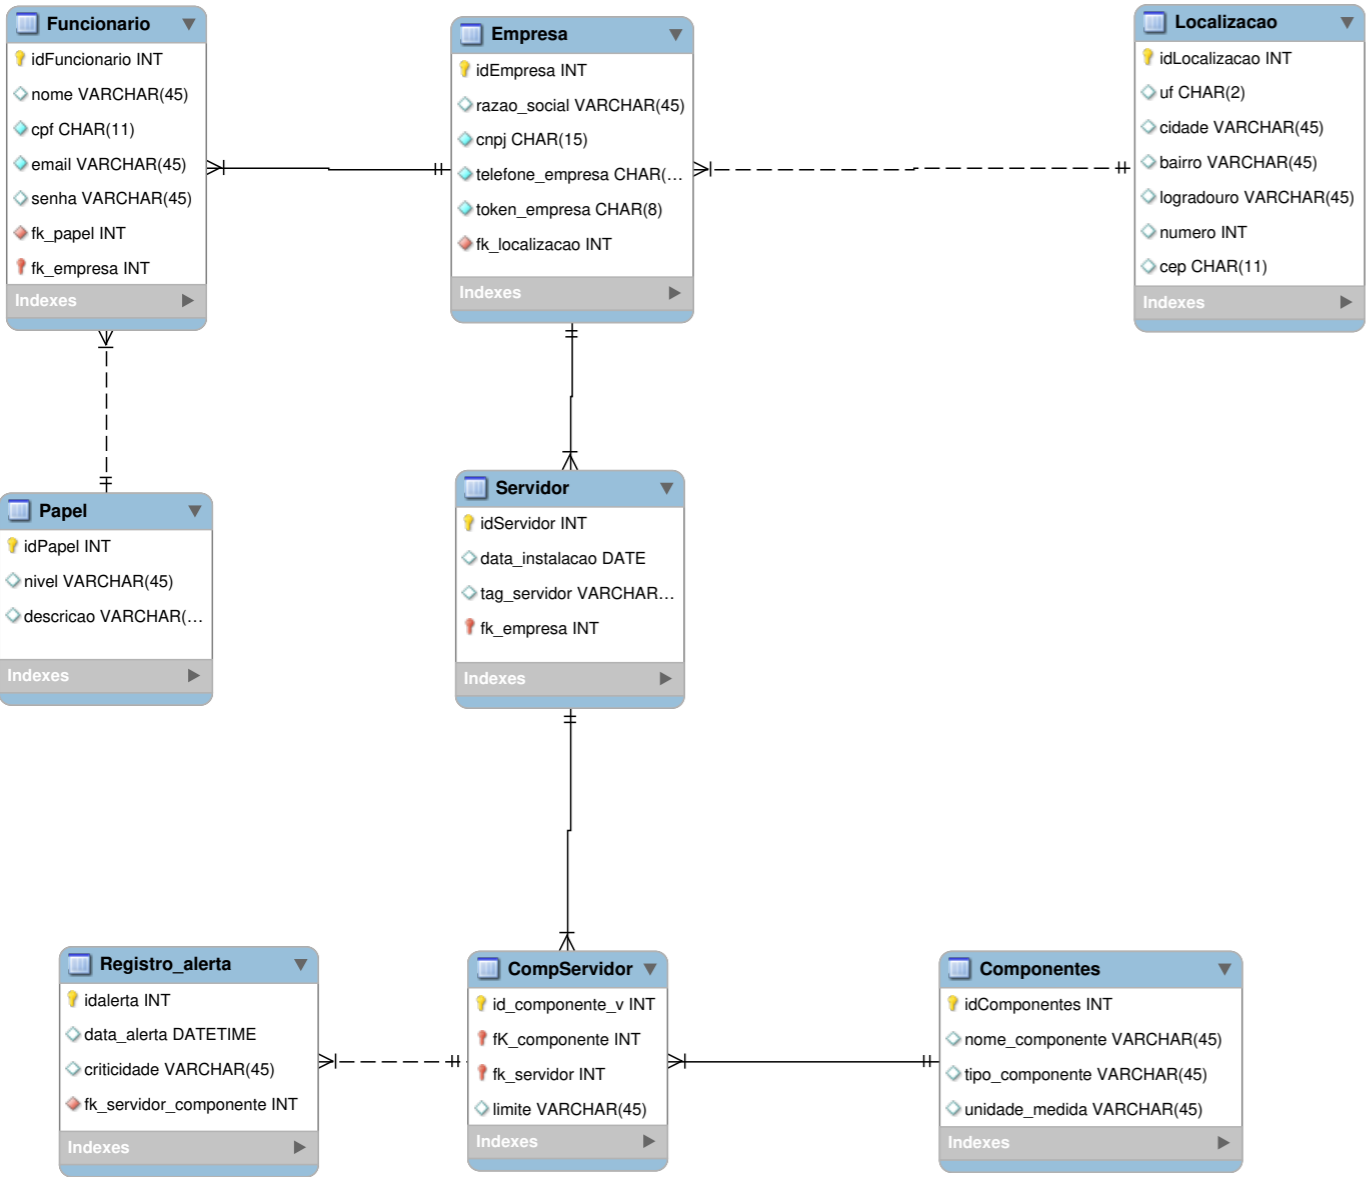 Funcionario
idFuncionario INT
nome VARCHAR(45)
cpf CHAR(11)
email VARCHAR(45)
senha VARCHAR(45)
fk_papel INT
fk_empresa INT
Indexes
Empresa
idEmpresa INT
razao_social VARCHAR(45)
cnpj CHAR(15)
telefone_empresa CHAR(...
token_empresa CHAR(8)
fk_localizacao INT
Indexes
Localizacao
idLocalizacao INT
uf CHAR(2)
cidade VARCHAR(45)
bairro VARCHAR(45)
logradouro VARCHAR(45)
numero INT
cep CHAR(11)
Indexes
Papel
idPapel INT
nivel VARCHAR(45)
descricao VARCHAR(...
Indexes
Servidor
idServidor INT
data_instalacao DATE
tag_servidor VARCHAR...
fk_empresa INT
Indexes
Registro_alerta
idalerta INT
data_alerta DATETIME
criticidade VARCHAR(45)
fk_servidor_componente INT
Indexes
CompServidor
id_componente_v INT
fK_componente INT
fk_servidor INT
limite VARCHAR(45)
Indexes
Componentes
idComponentes INT
nome_componente VARCHAR(45)
tipo_componente VARCHAR(45)
unidade_medida VARCHAR(45)
Indexes